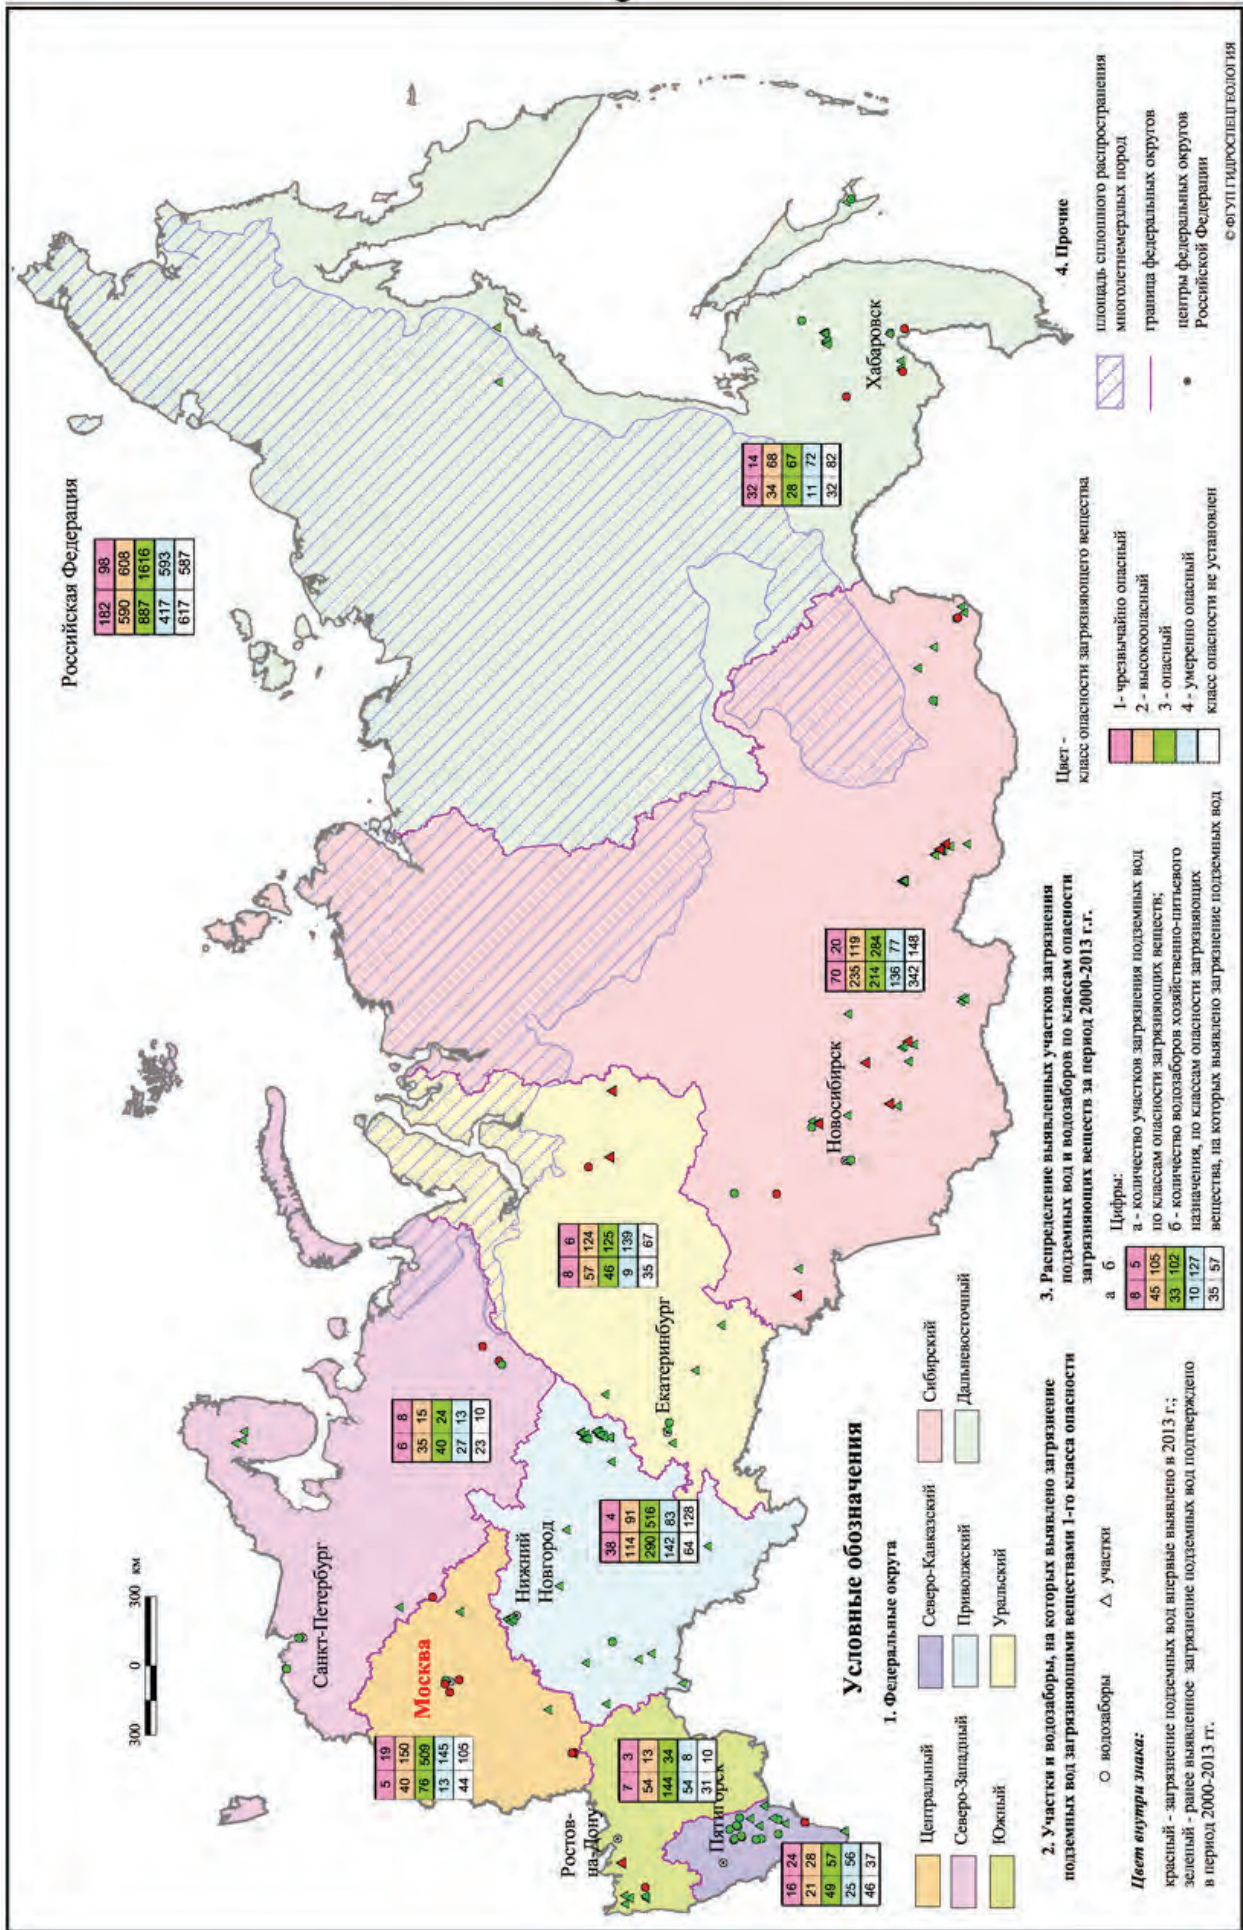 Российская Федерация
182 98
590 608
887 1616
417 593
617 587
300 0 300 км
Санкт-Петербург
Москва
Нижний
Новгород
Екатеринбург
Новосибирск
Хабаровск
Ростов-
на-Дону
Пятигорск
5 19
40 150
76 509
13 145
44 105
6 8
35 15
40 24
27 13
23 10
8 6
57 124
46 125
9 139
35 67
38 4
114 91
290 516
142 83
64 128
7 3
54 13
144 34
54 8
31 10
16 24
21 28
49 57
25 56
46 37
70 20
235 119
214 284
136 77
342 148
32 14
34 68
28 67
11 72
32 82
Условные обозначения
1. Федеральные округа
Центральный
Северо-Западный
Южный
Северо-Кавказский
Приволжский
Уральский
Сибирский
Дальневосточный
2. Участки и водозаборы, на которых выявлено загрязнение
подземных вод загрязняющими веществами 1-го класса опасности
водозаборы
участки
Цвет внутри знака:
красный - загрязнение подземных вод впервые выявлено в 2013 г.;
зеленый - ранее выявленное загрязнение подземных вод подтверждено
в период 2000-2013 гг.
3. Распределение выявленных участков загрязнения
подземных вод и водозаборов по классам опасности
загрязняющих веществ за период 2000-2013 г.г.
а б
8 5
45 105
33 102
10 127
35 57
Цифры:
а - количество участков загрязнения подземных вод
по классам опасности загрязняющих веществ;
б - количество водозаборов хозяйственно-питьевого
назначения, по классам опасности загрязняющих
вещества, на которых выявлено загрязнение подземных вод
Цвет -
класс опасности загрязняющего вещества
1- чрезвычайно опасный
2 - высокоопасный
3 - опасный
4 - умеренно опасный
класс опасности не установлен
4. Прочие
площадь сплошного распространения
многолетнемерзлых пород
граница федеральных округов
центры федеральных округов
Российской Федерации
© ФГУП ГИДРОСПЕЦГЕОЛОГИЯ